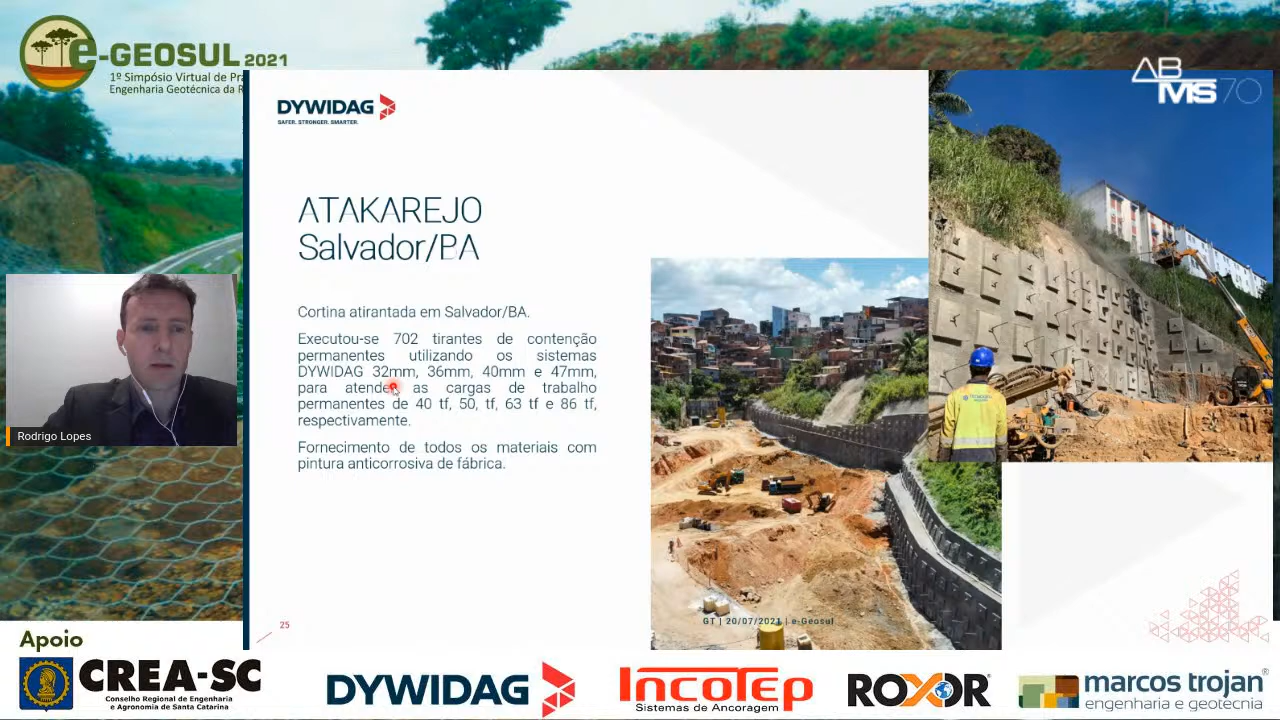 e-GEOSUL 2021
1º Simpósio Virtual de Pra
Engenharia Geotécnica da R
ABMS70
DYWIDAG
SAFER. STRONGER. SMARTER.
ATAKAREJO
Salvador/BA
Cortina atirantada em Salvador/BA.
Executou-se 702 tirantes de contenção
permanentes utilizando os sistemas
DYWIDAG 32mm, 36mm, 40mm e 47mm,
para atender as cargas de trabalho
permanentes de 40 tf, 50, tf, 63 tf e 86 tf,
respectivamente.
Fornecimento de todos os materiais com
pintura anticorrosiva de fábrica.
Rodrigo Lopes
25
GT | 20/07/2021 | e-Geosul
Apoio
CREA-SC
Conselho Regional de Engenharia
e Agronomia de Santa Catarina
DYWIDAG
INCOTEP
Sistemas de Ancoragem
ROXOR®
marcos trojan®
engenharia e geotecnia